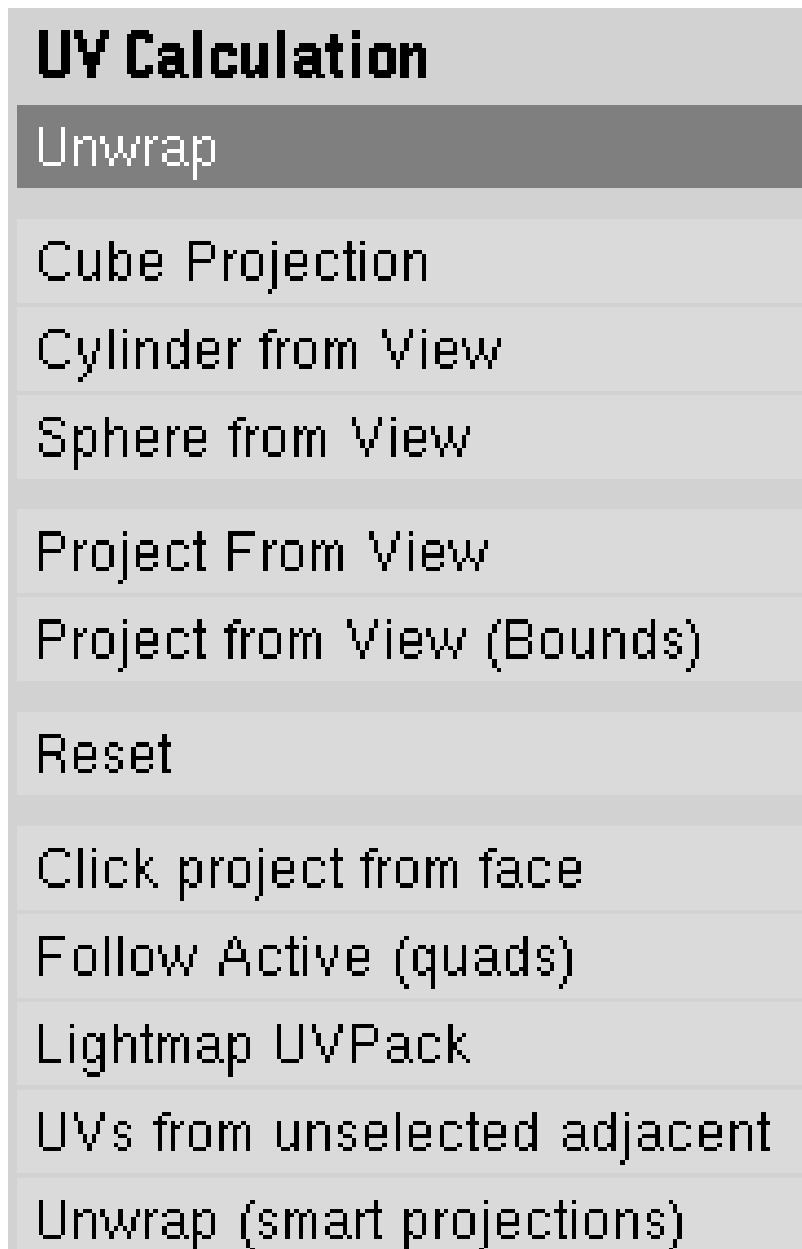 UV Calculation
Unwrap
Cube Projection
Cylinder from View
Sphere from View
Project From View
Project from View (Bounds)
Reset
Click project from face
Follow Active (quads)
Lightmap UVPack
UVs from unselected adjacent
Unwrap (smart projections)